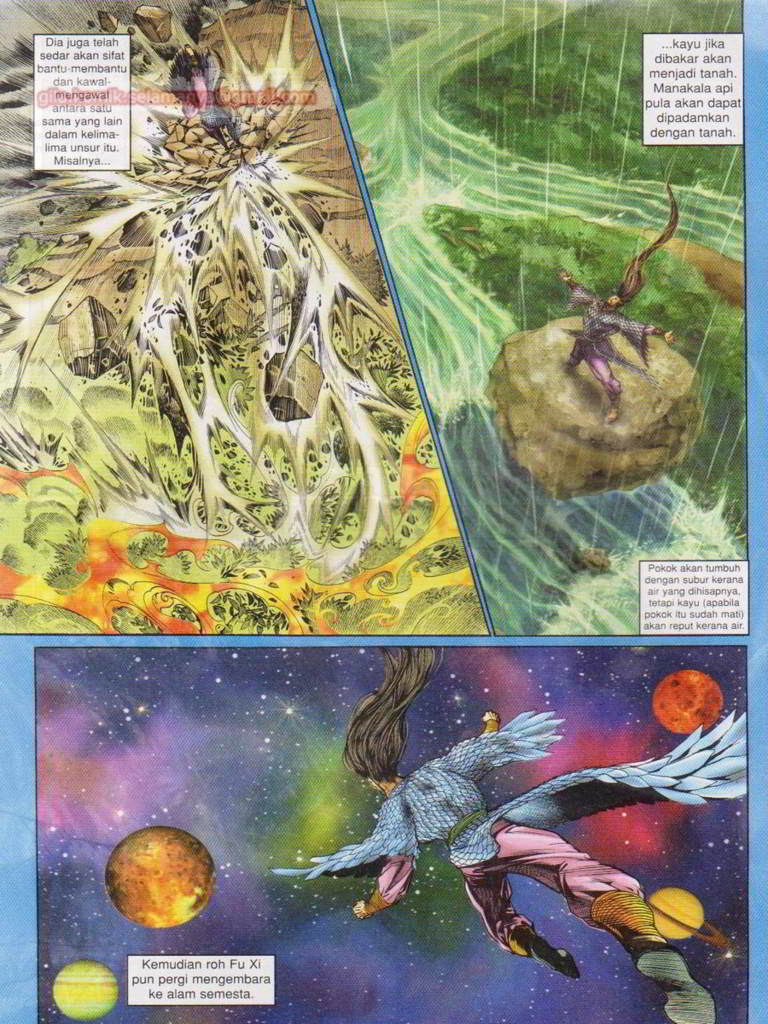 Dia juga telah
sedar akan sifat
bantu-membantu
dan kawal-
mengawal
antara satu
sama yang lain
dalam kelima-
lima unsur itu.
Misalnya...
...kayu jika
dibakar akan
menjadi tanah.
Manakala api
pula akan dapat
dipadamkan
dengan tanah.
Pokok akan tumbuh
dengan subur kerana
air yang dihisapnya,
tetapi kayu (apabila
pokok itu sudah mati)
akan reput kerana air.
Kemudian roh Fu Xi
pun pergi mengembara
ke alam semesta.